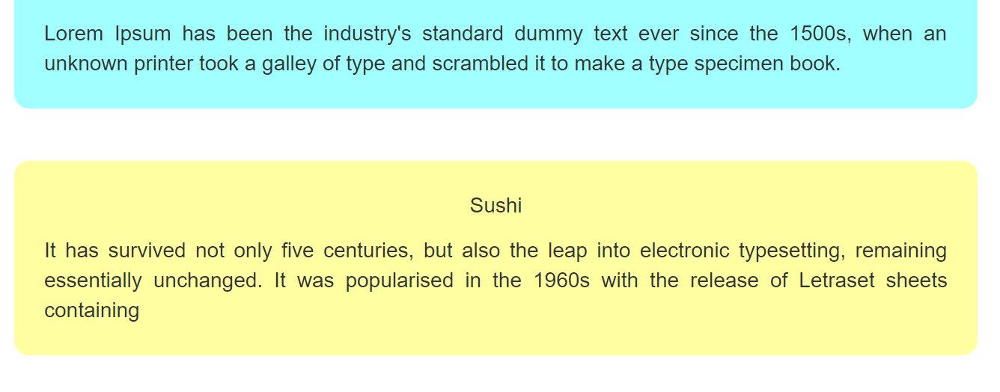 Lorem Ipsum has been the industry's standard dummy text ever since the 1500s, when an
unknown printer took a galley of type and scrambled it to make a type specimen book.
Sushi
It has survived not only five centuries, but also the leap into electronic typesetting, remaining
essentially unchanged. It was popularised in the 1960s with the release of Letraset sheets
containing